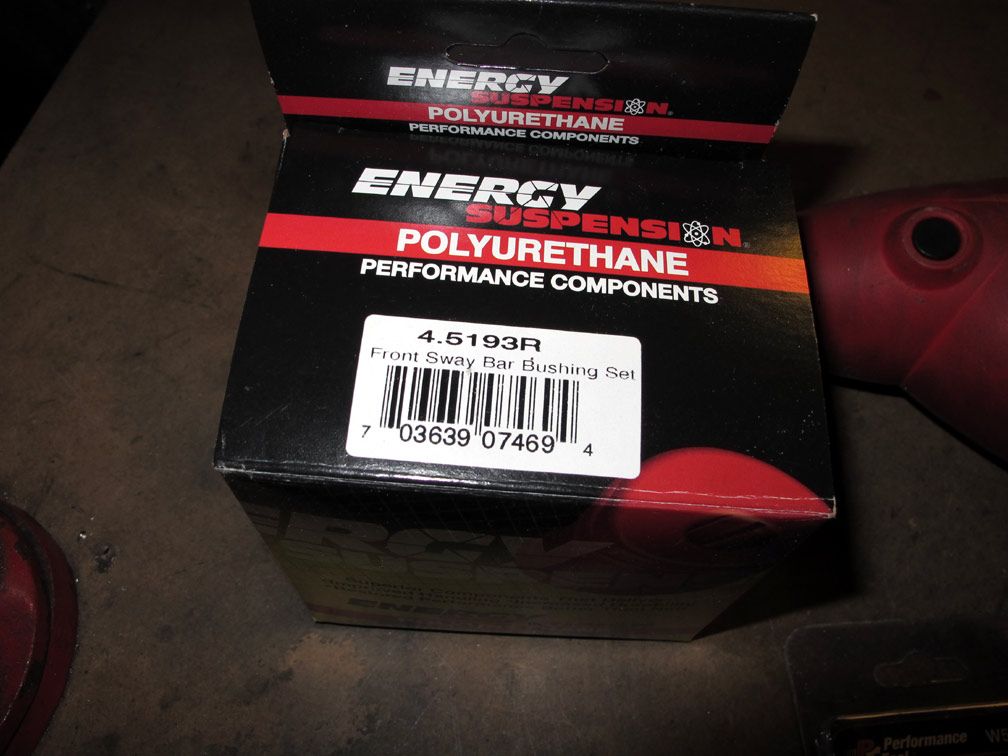 ENERGY
SUSPENSION®
POLYURETHANE
PERFORMANCE COMPONENTS
ENERGY
SUSPENSION®
POLYURETHANE
PERFORMANCE COMPONENTS
4.5193R
Front Sway Bar Bushing Set
7 03639 07469 4
ENERGY
Performance